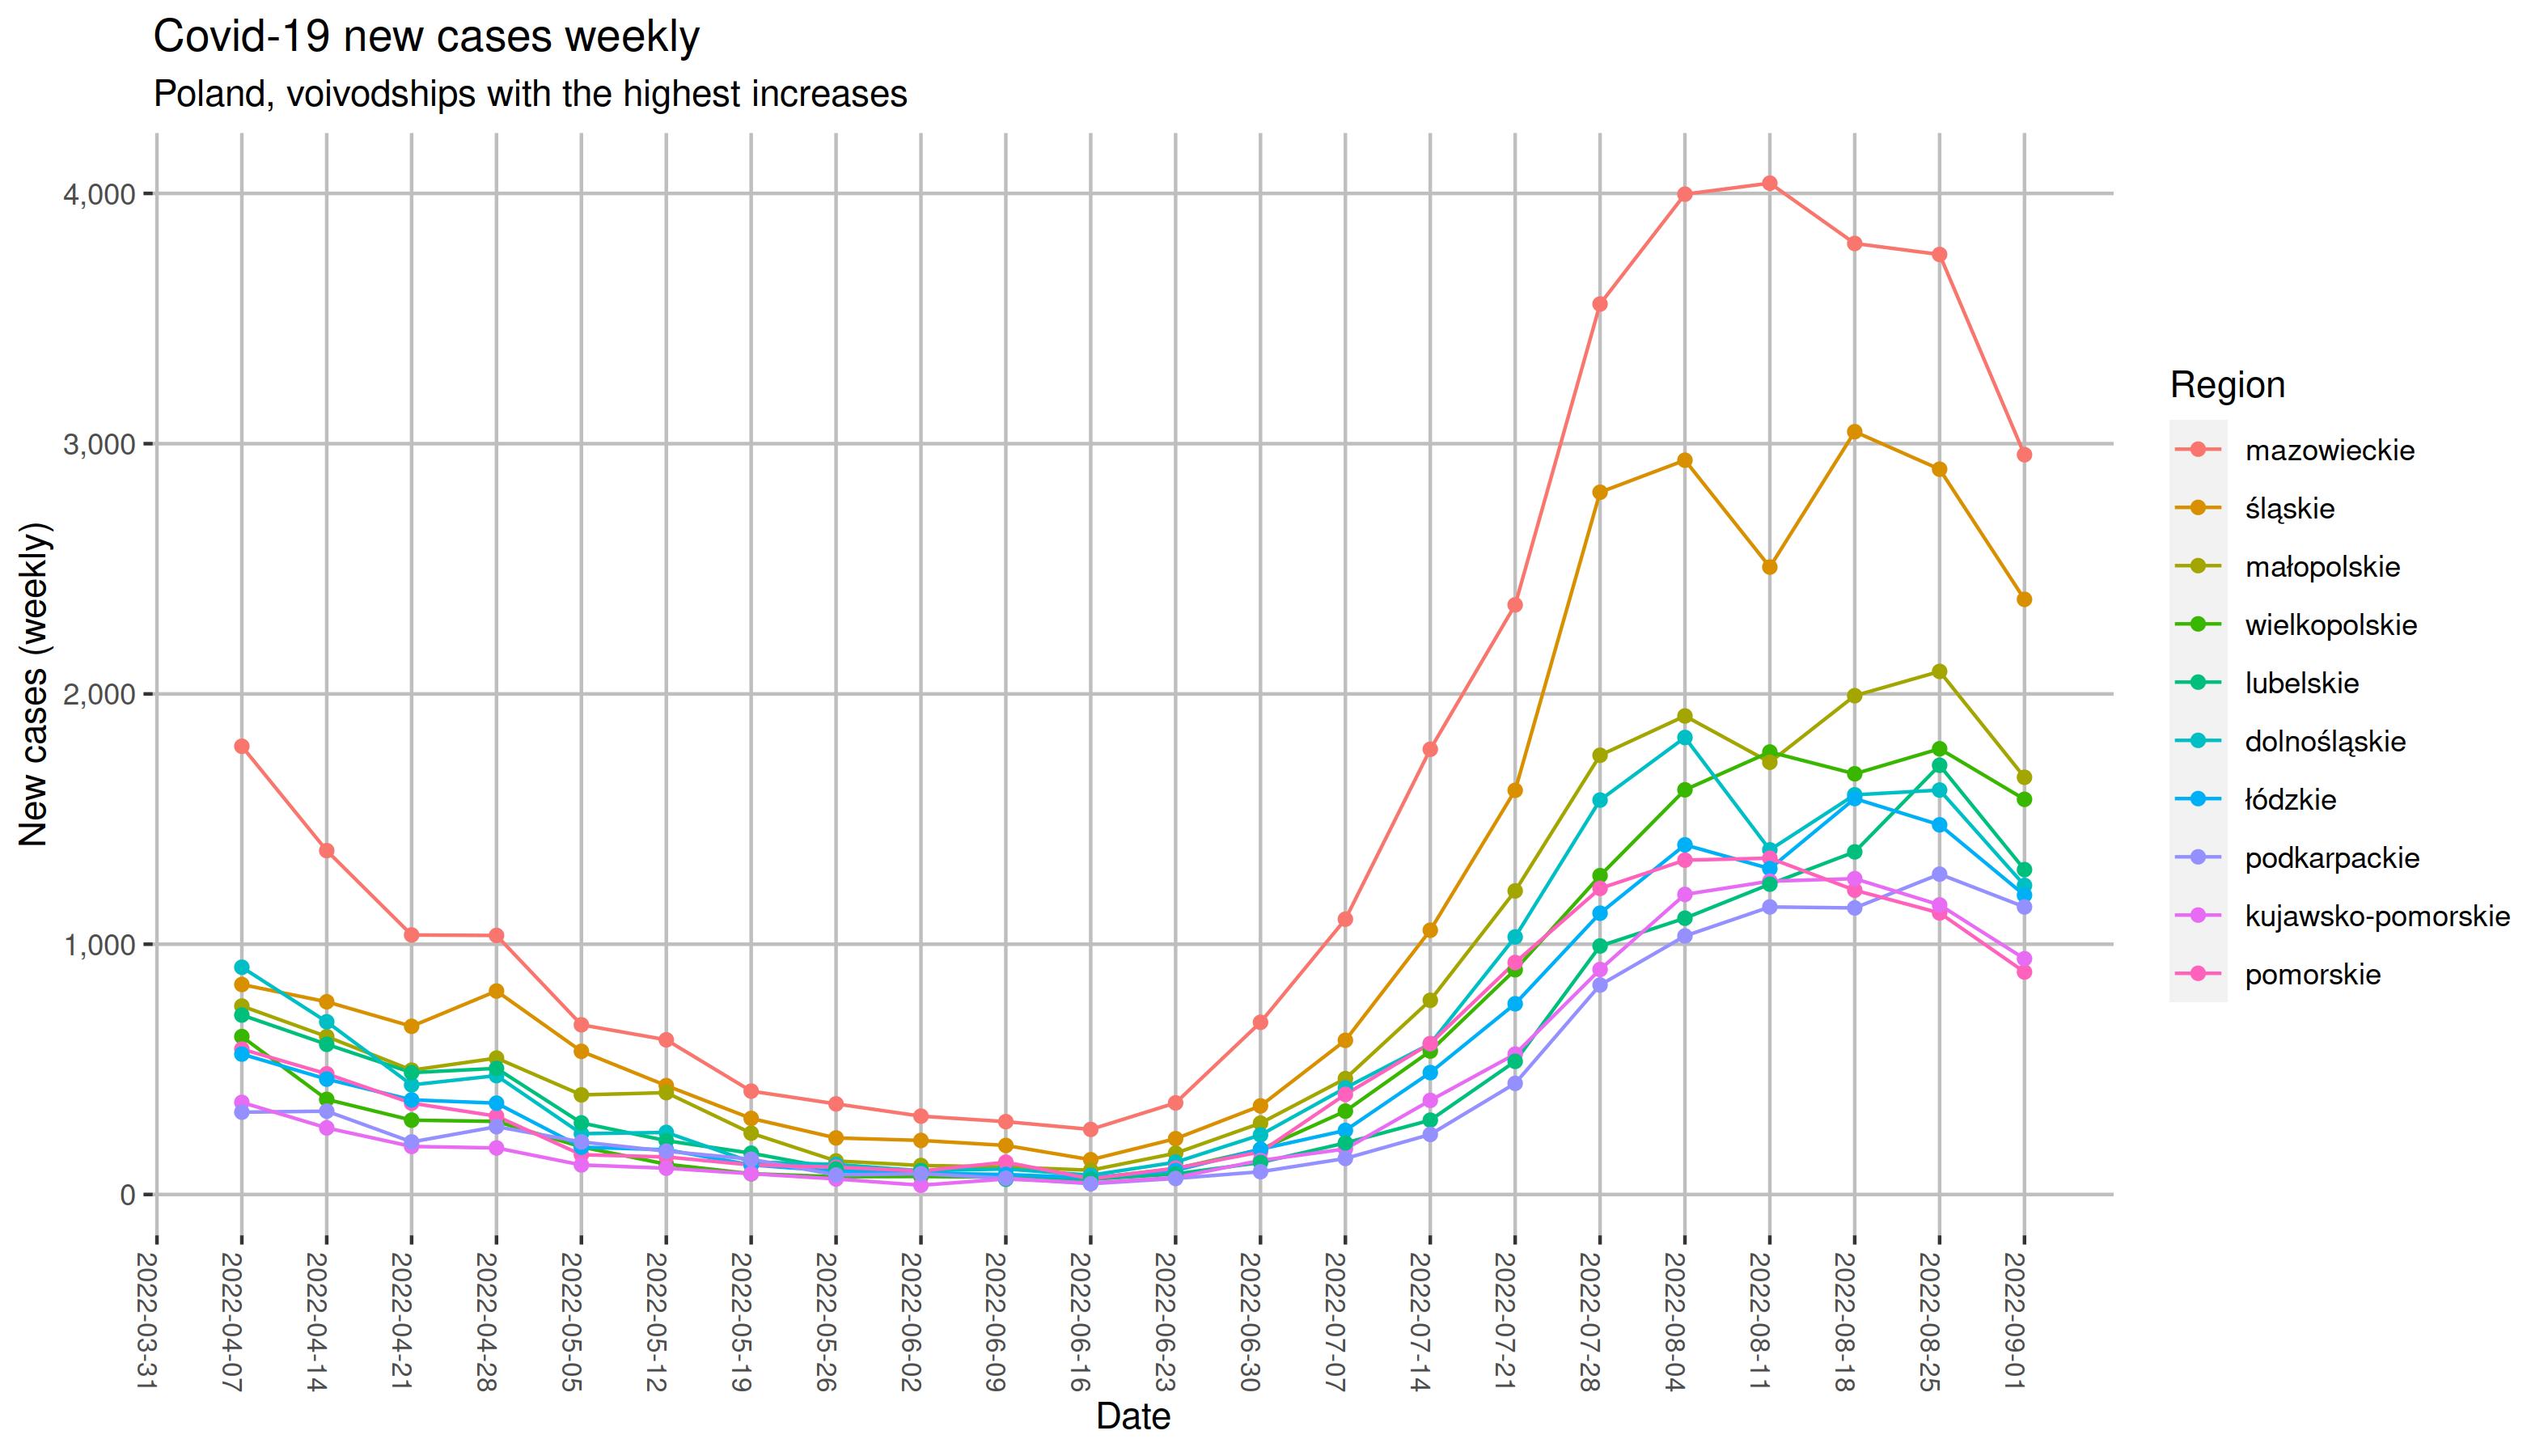 Covid-19 new cases weekly
Poland, voivodships with the highest increases
New cases (weekly)
4,000
3,000
2,000
1,000
0
2022-03-31
2022-04-07
2022-04-14
2022-04-21
2022-04-28
2022-05-05
2022-05-12
2022-05-19
2022-05-26
2022-06-02
2022-06-09
2022-06-16
2022-06-23
2022-06-30
2022-07-07
2022-07-14
2022-07-21
2022-07-28
2022-08-04
2022-08-11
2022-08-18
2022-08-25
2022-09-01
Date
Region
mazowieckie
śląskie
małopolskie
wielkopolskie
lubelskie
dolnośląskie
łódzkie
podkarpackie
kujawsko-pomorskie
pomorskie